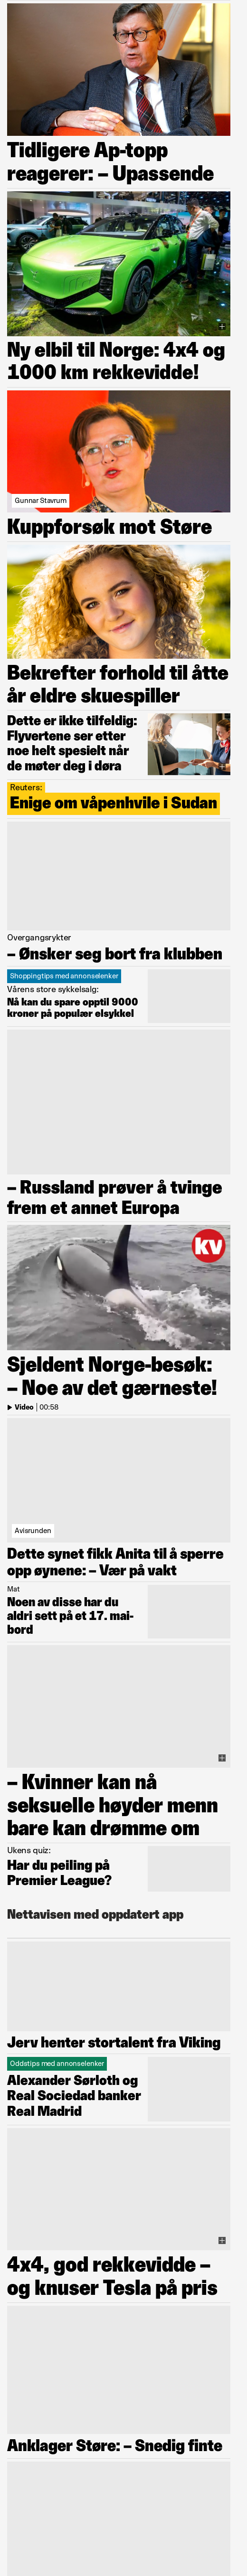 Tidligere Ap-topp
reagerer: – Upassende
Ny elbil til Norge: 4x4 og
1000 km rekkevidde!
Gunnar Stavrum
Kuppforsøk mot Støre
Bekrefter forhold til åtte
år eldre skuespiller
Dette er ikke tilfeldig:
Flyvertene ser etter
noe helt spesielt når
de møter deg i døra
Reuters:
Enige om våpenhvile i Sudan
Overgangsrykter
– Ønsker seg bort fra klubben
Shoppingtips med annonselenker
Vårens store sykkelsalg:
Nå kan du spare opptil 9000
kroner på populær elsykkel
– Russland prøver å tvinge
frem et annet Europa
kv
Sjeldent Norge-besøk:
– Noe av det gærneste!
Video | 00:58
Avisrunden
Dette synet fikk Anita til å sperre
opp øynene: – Vær på vakt
Mat
Noen av disse har du
aldri sett på et 17. mai-
bord
– Kvinner kan nå
seksuelle høyder menn
bare kan drømme om
Ukens quiz:
Har du peiling på
Premier League?
Nettavisen med oppdatert app
Jerv henter stortalent fra Viking
Oddstips med annonselenker
Alexander Sørloth og
Real Sociedad banker
Real Madrid
4x4, god rekkevidde –
og knuser Tesla på pris
Anklager Støre: – Snedig finte